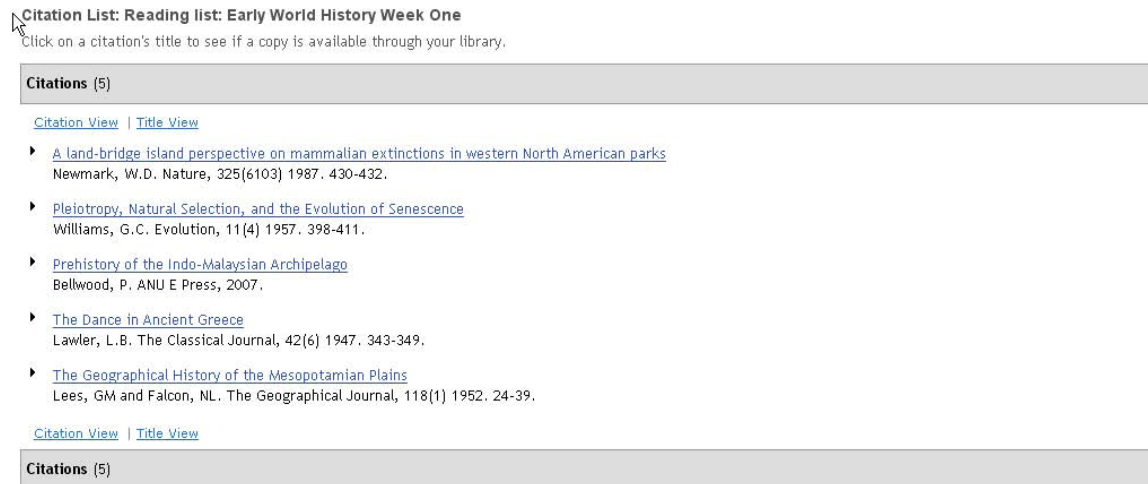 Citation List: Reading list: Early World History Week One
Click on a citation's title to see if a copy is available through your library.
Citations (5)
Citation View | Title View
A land-bridge island perspective on mammalian extinctions in western North American parks
Newmark, W.D. Nature, 325(6103) 1987. 430-432.
Pleiotropy, Natural Selection, and the Evolution of Senescence
Williams, G.C. Evolution, 11(4) 1957. 398-411.
Prehistory of the Indo-Malaysian Archipelago
Bellwood, P. ANU E Press, 2007.
The Dance in Ancient Greece
Lawler, L.B. The Classical Journal, 42(6) 1947. 343-349.
The Geographical History of the Mesopotamian Plains
Lees, GM and Falcon, NL. The Geographical Journal, 118(1) 1952. 24-39.
Citation View | Title View
Citations (5)